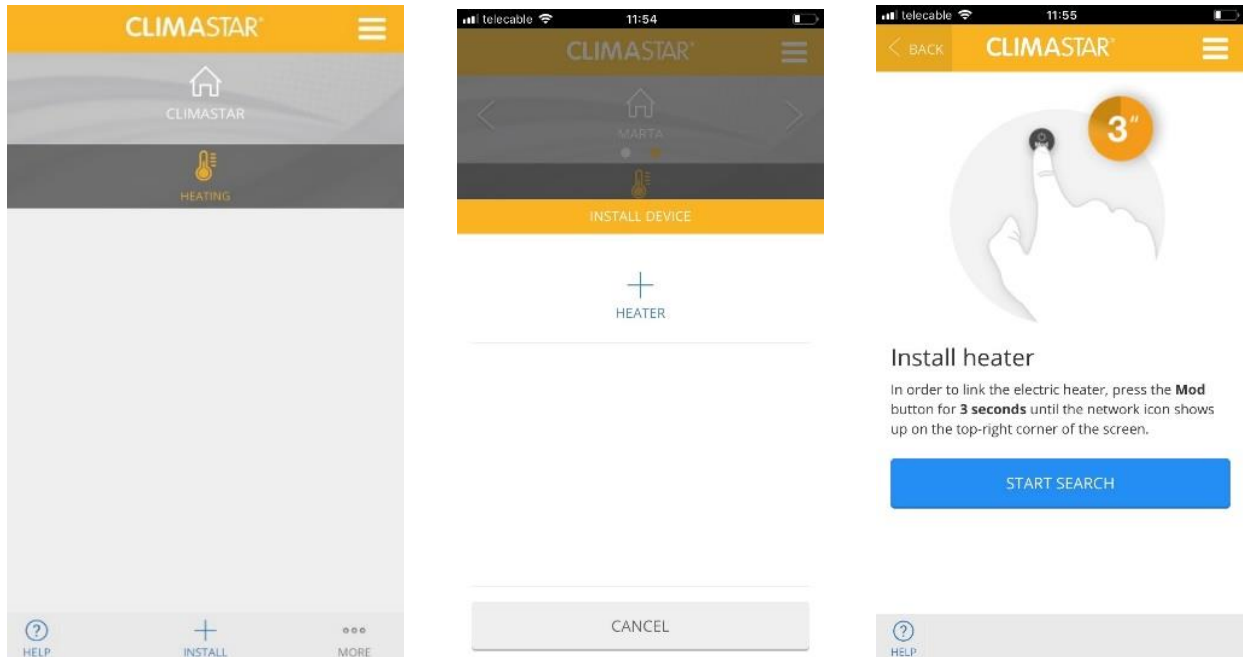 CLIMASTAR®
CLIMASTAR
HEATING
? HELP
INSTALL
MORE
telecable 11:54
CLIMASTAR®
MARTA
INSTALL DEVICE
HEATER
CANCEL
telecable 11:55
BACK CLIMASTAR®
3"
Mod
Install heater
In order to link the electric heater, press the Mod
button for 3 seconds until the network icon shows
up on the top-right corner of the screen.
START SEARCH
? HELP